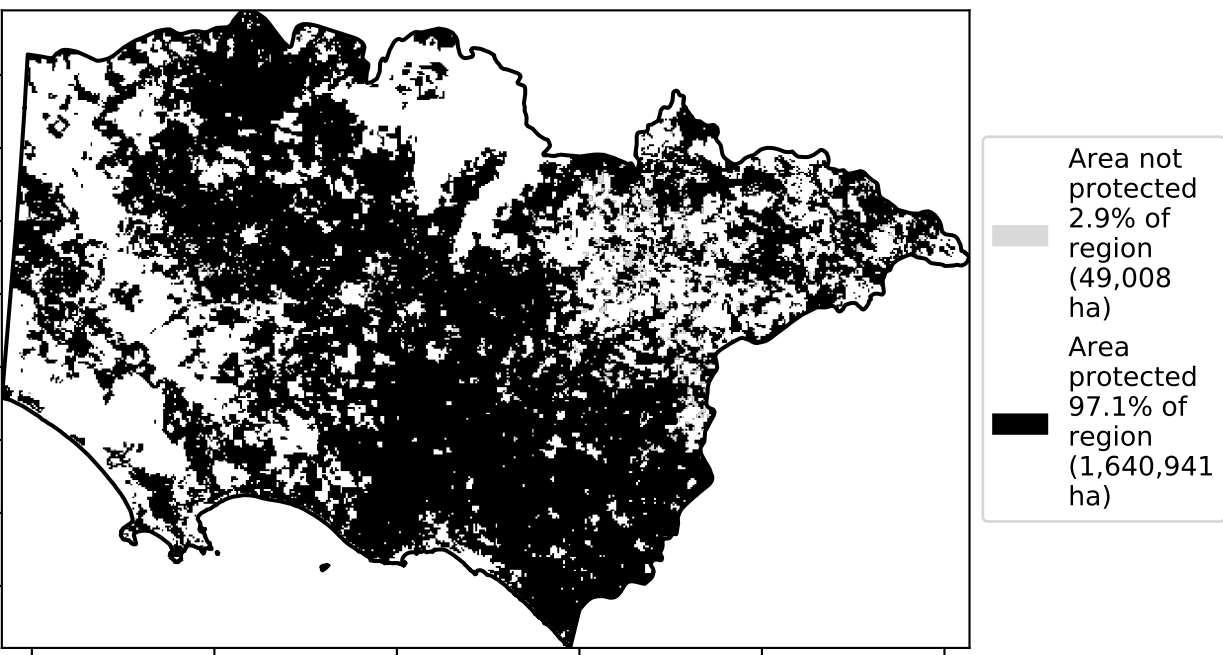 Area not
protected
2.9% of
region
(49,008
ha)
Area
protected
97.1% of
region
(1,640,941
ha)